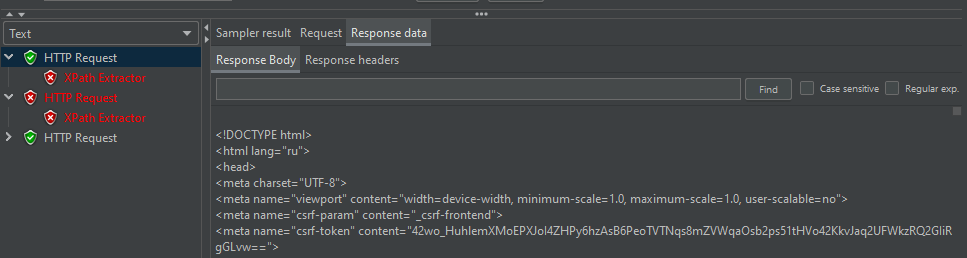 Text
Sampler result Request Response data
HTTP Request
Response Body Response headers
XPath Extractor
HTTP Request
Find Case sensitive Regular exp.
XPath Extractor
HTTP Request
<!DOCTYPE html>
<html lang="ru">
<head>
<meta charset="UTF-8">
<meta name="viewport" content="width=device-width, minimum-scale=1.0, maximum-scale=1.0, user-scalable=no">
<meta name="csrf-param" content="_csrf-frontend">
<meta name="csrf-token" content="42wo_HuhIemXMoEPXJol4ZHPy6hzAsB6PeoTVTNqs8mZVWqaOsb2ps51tHVo42KkvJaq2UFWkzRQ2GliR
gGLvw==">